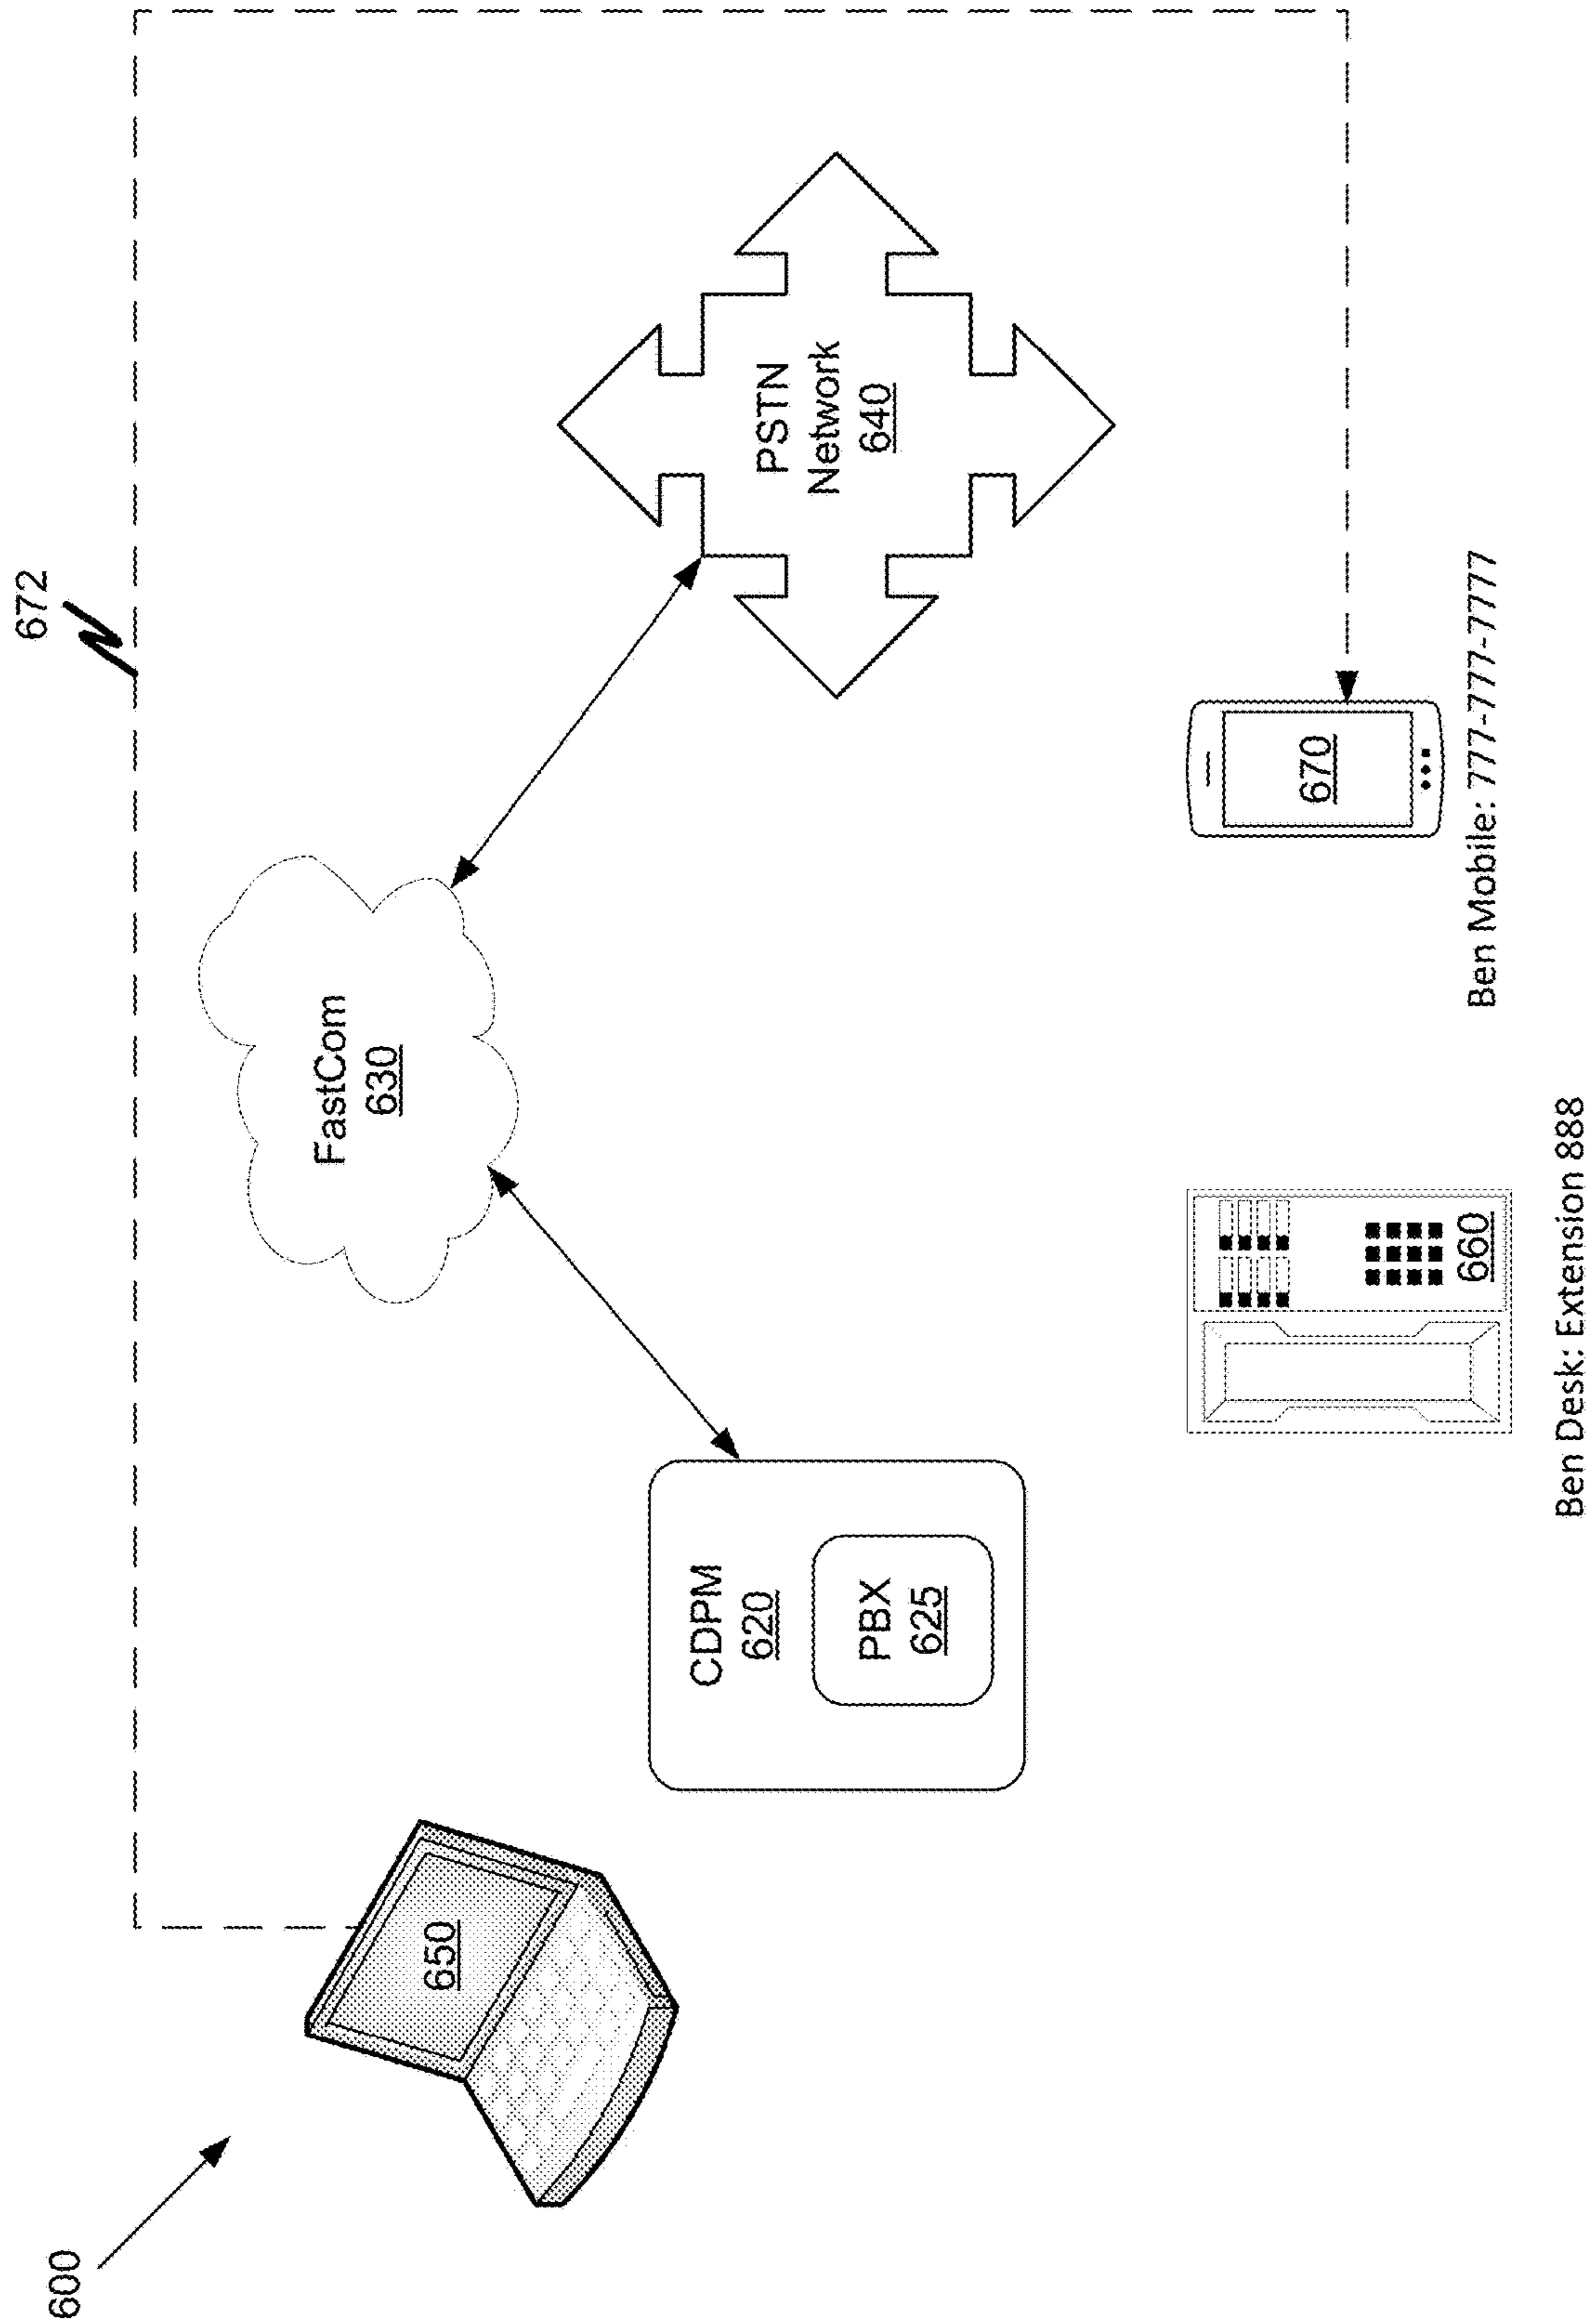 600
672
650
FastCom
630
CDPM
620
PBX
625
PSTN
Network
640
660
Ben Desk: Extension 888
670
Ben Mobile: 777-777-7777